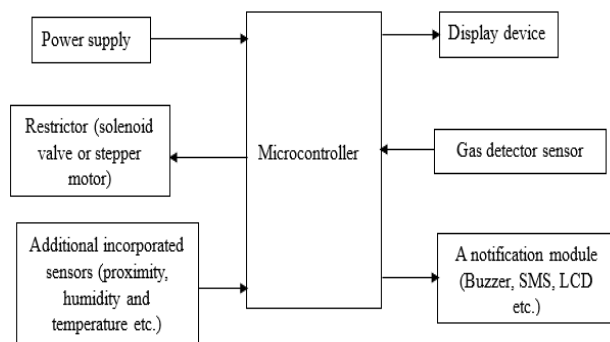 Power supply
Display device
Restrictor (solenoid
valve or stepper
motor)
Microcontroller
Gas detector sensor
Additional incorporated
sensors (proximity,
humidity and
temperature etc.)
A notification module
(Buzzer, SMS, LCD
etc.)